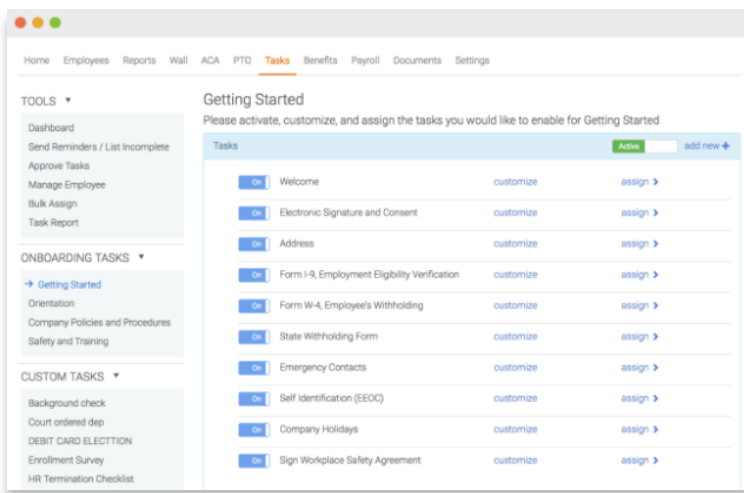 Home Employees Reports Wall ACA PTO Tasks Benefits Payroll Documents Settings
TOOLS
Dashboard
Send Reminders / List Incomplete
Approve Tasks
Manage Employee
Bulk Assign
Task Report
ONBOARDING TASKS
Getting Started
Orientation
Company Policies and Procedures
Safety and Training
CUSTOM TASKS
Background check
Court ordered dep
DEBIT CARD ELECTTION
Enrollment Survey
HR Termination Checklist
Getting Started
Please activate, customize, and assign the tasks you would like to enable for Getting Started
Tasks Active add new +
On Welcome customize assign >
On Electronic Signature and Consent customize assign >
On Address customize assign >
On Form I-9, Employment Eligibility Verification customize assign >
On Form W-4, Employee's Withholding customize assign >
On State Withholding Form customize assign >
On Emergency Contacts customize assign >
On Self Identification (EEOC) customize assign >
On Company Holidays customize assign >
On Sign Workplace Safety Agreement customize assign >